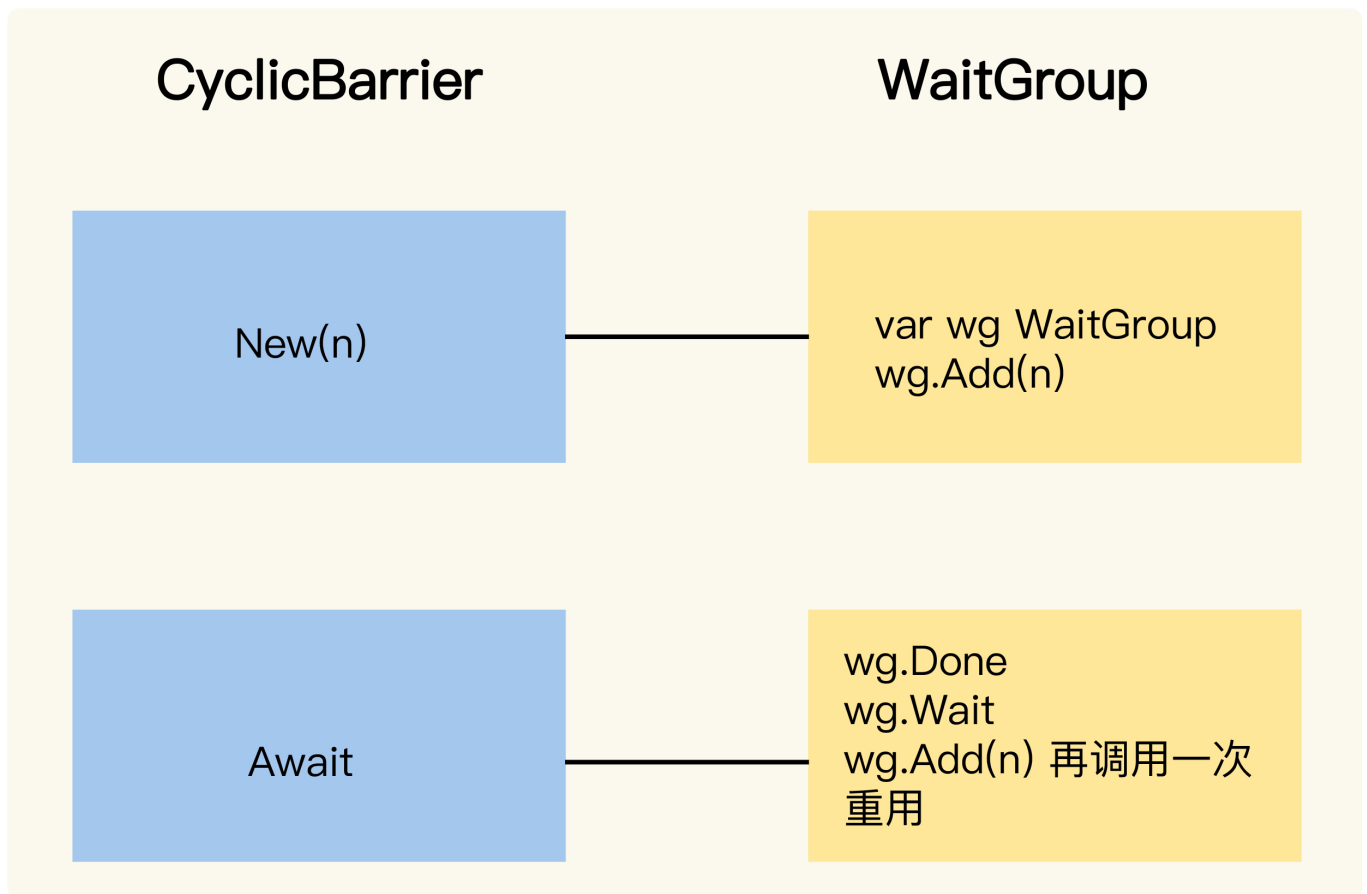 CyclicBarrier
WaitGroup
New(n)
var wg WaitGroup
wg.Add(n)
Await
wg.Done
wg.Wait
wg.Add(n) 再调用一次
重用